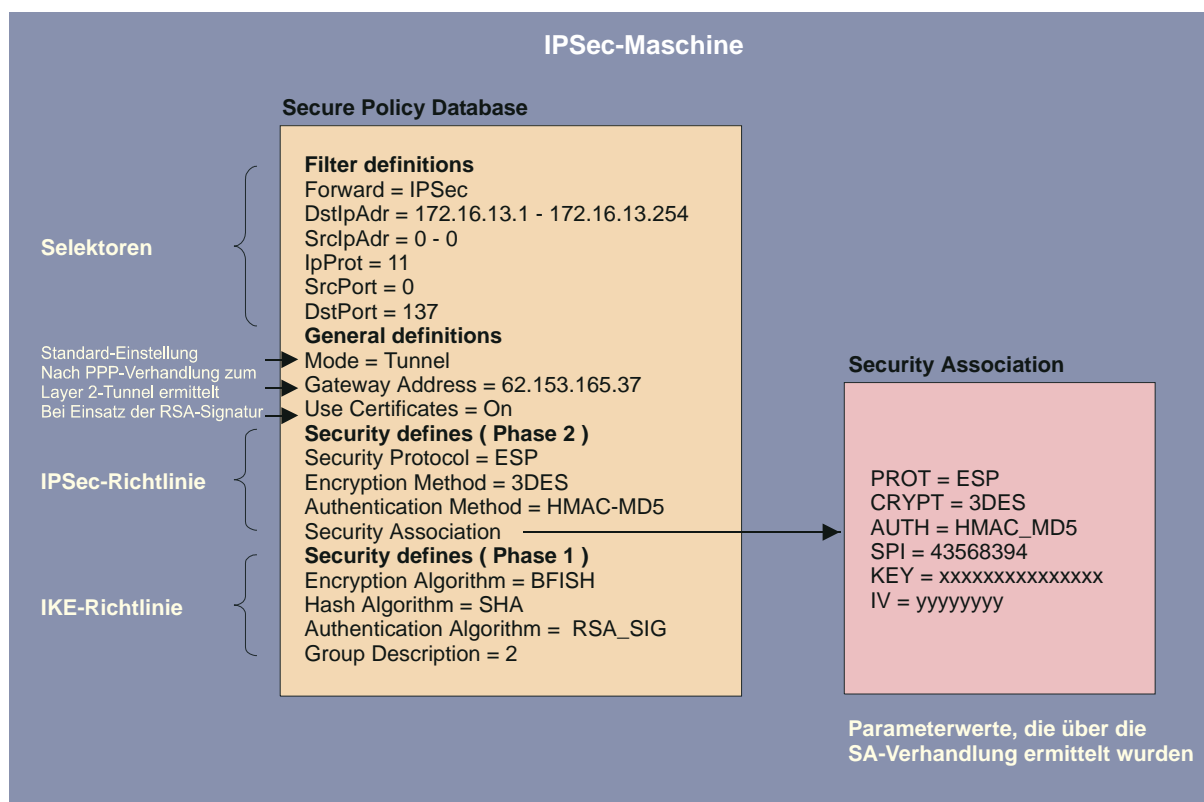 IPSec-Maschine
Secure Policy Database
Filter definitions
Forward = IPSec
DstIpAdr = 172.16.13.1 - 172.16.13.254
SrcIpAdr = 0 - 0
IpProt = 11
SrcPort = 0
DstPort = 137
General definitions
Mode = Tunnel
Gateway Address = 62.153.165.37
Use Certificates = On
Security defines ( Phase 2 )
Security Protocol = ESP
Encryption Method = 3DES
Authentication Method = HMAC-MD5
Security Association
Security defines ( Phase 1 )
Encryption Algorithm = BFISH
Hash Algorithm = SHA
Authentication Algorithm = RSA_SIG
Group Description = 2
Selektoren
Standard-Einstellung
Nach PPP-Verhandlung zum
Layer 2-Tunnel ermittelt
Bei Einsatz der RSA-Signatur
IPSec-Richtlinie
IKE-Richtlinie
Security Association
PROT = ESP
CRYPT = 3DES
AUTH = HMAC_MD5
SPI = 43568394
KEY = xxxxxxxxxxxxxxx
IV = yyyyyyyy
Parameterwerte, die über die
SA-Verhandlung ermittelt wurden